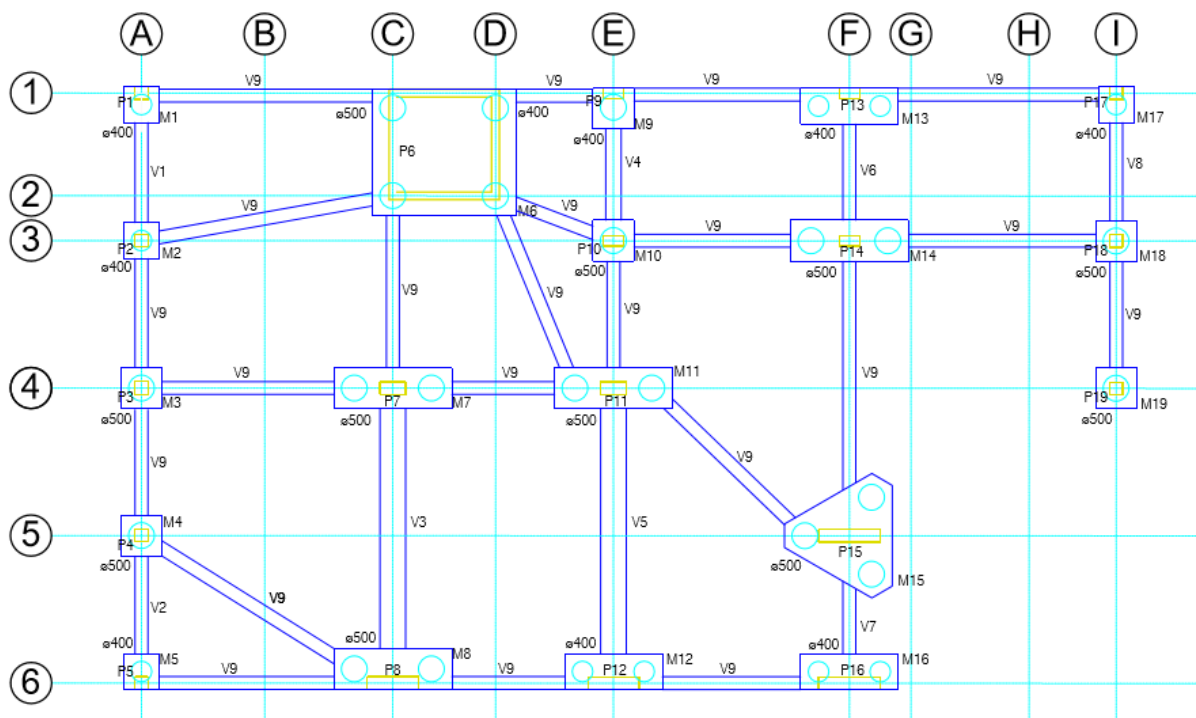 A B C D E F G H I
1 V9 V9 V9 V9
P1 M1 ø400
ø500 ø400
P9 M9 ø400
P13 M13 ø400
P17 M17 ø400
V1 P6 V4 V6 V8
2 V9 M6 V9
3 P2 M2 ø400
P10 M10 ø500
V9
P14 M14 ø500
V9
P18 M18 ø500
V9 V9 V9 V9 V9
4 P3 M3 ø500
V9
P7 M7
V9
P11 M11 ø500
V9
P19 M19 ø500
V9 V9
5 P4 M4 ø500
V3 V5
P15 M15 ø500
V2 V9 V7
6 P5 M5 ø400
V9
P8 M8 ø500
V9
P12 M12 ø400
V9
P16 M16 ø400